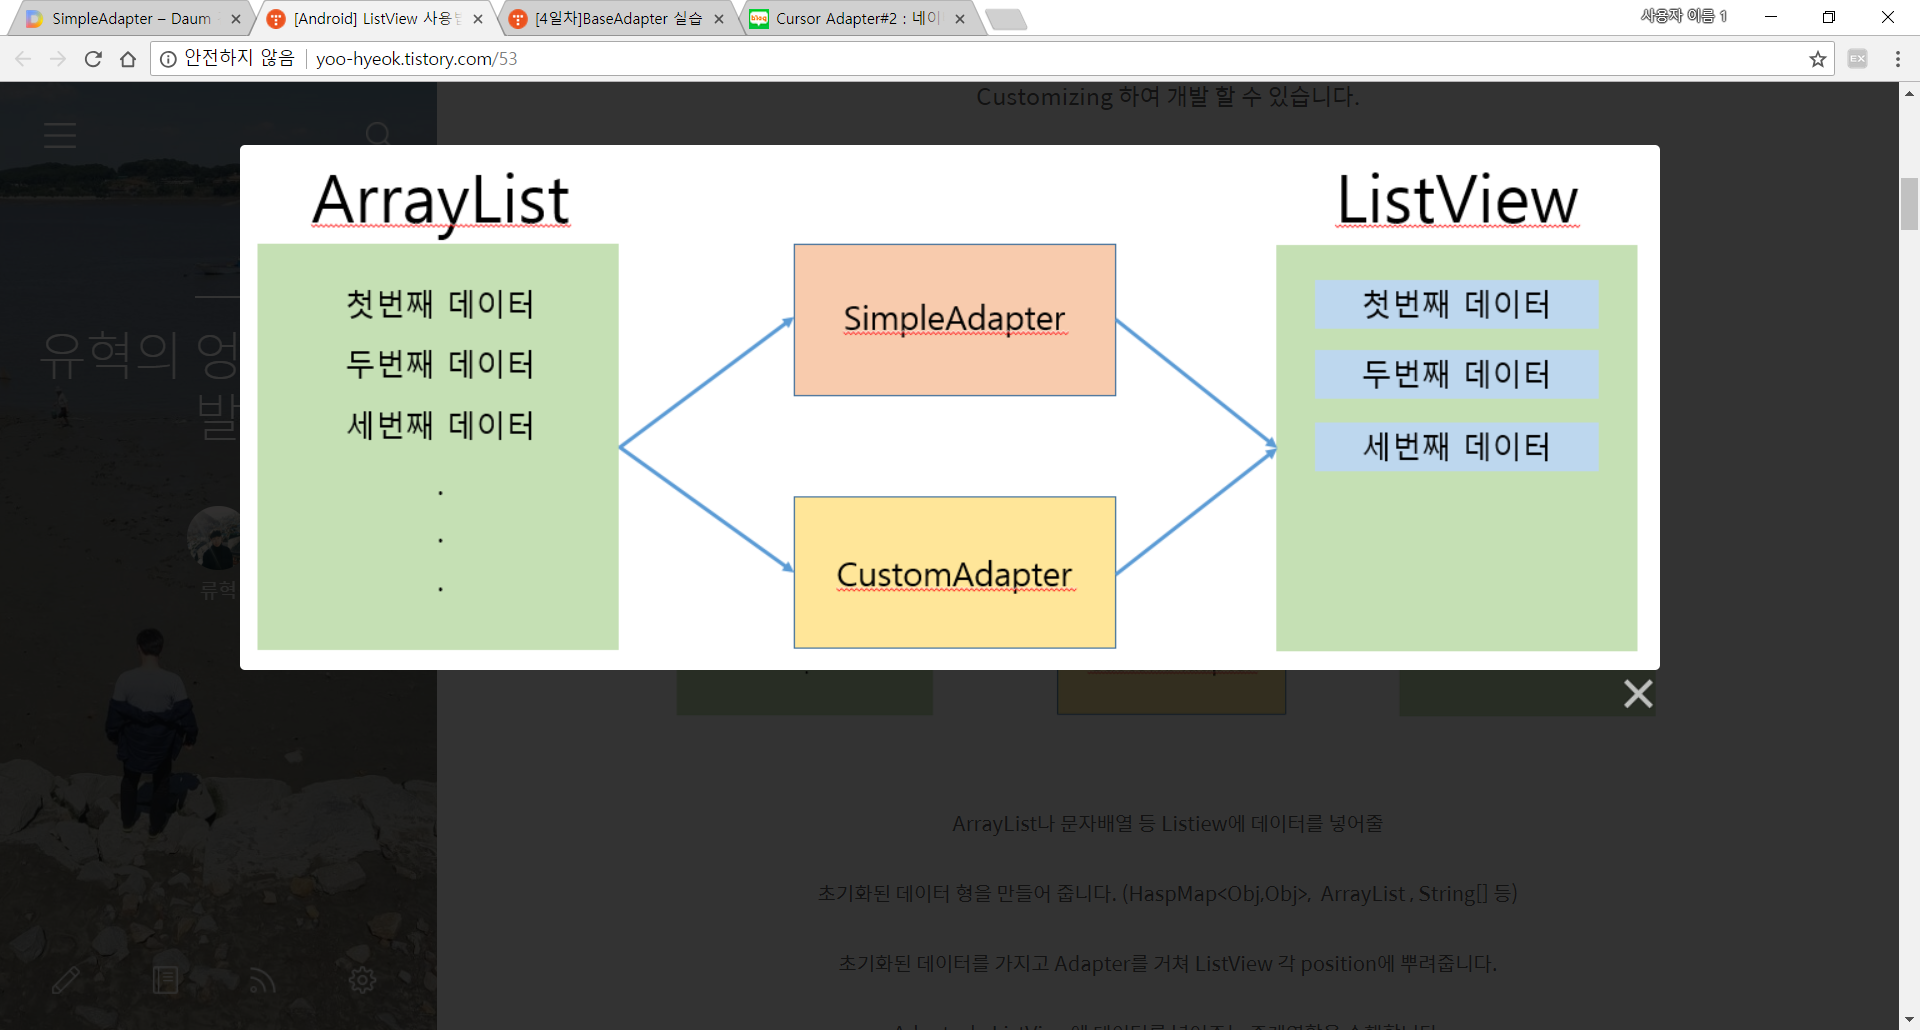 SimpleAdapter – Daum
[Android] ListView 사용법
[4일차]BaseAdapter 실습
Cursor Adapter#2 : 네이
사용자 이름 1
안전하지 않음
yoo-hyeok.tistory.com/53
EX
Customizing 하여 개발 할 수 있습니다.
유혁의 엉
발
류혁
ArrayList
첫번째 데이터
두번째 데이터
세번째 데이터
.
.
.
SimpleAdapter
CustomAdapter
ListView
첫번째 데이터
두번째 데이터
세번째 데이터
ArrayList나 문자배열 등 Listiew에 데이터를 넣어줄
초기화된 데이터 형을 만들어 줍니다. (HaspMap<Obj,Obj>, ArrayList , String[] 등)
초기화된 데이터를 가지고 Adapter를 거쳐 ListView 각 position에 뿌려줍니다.